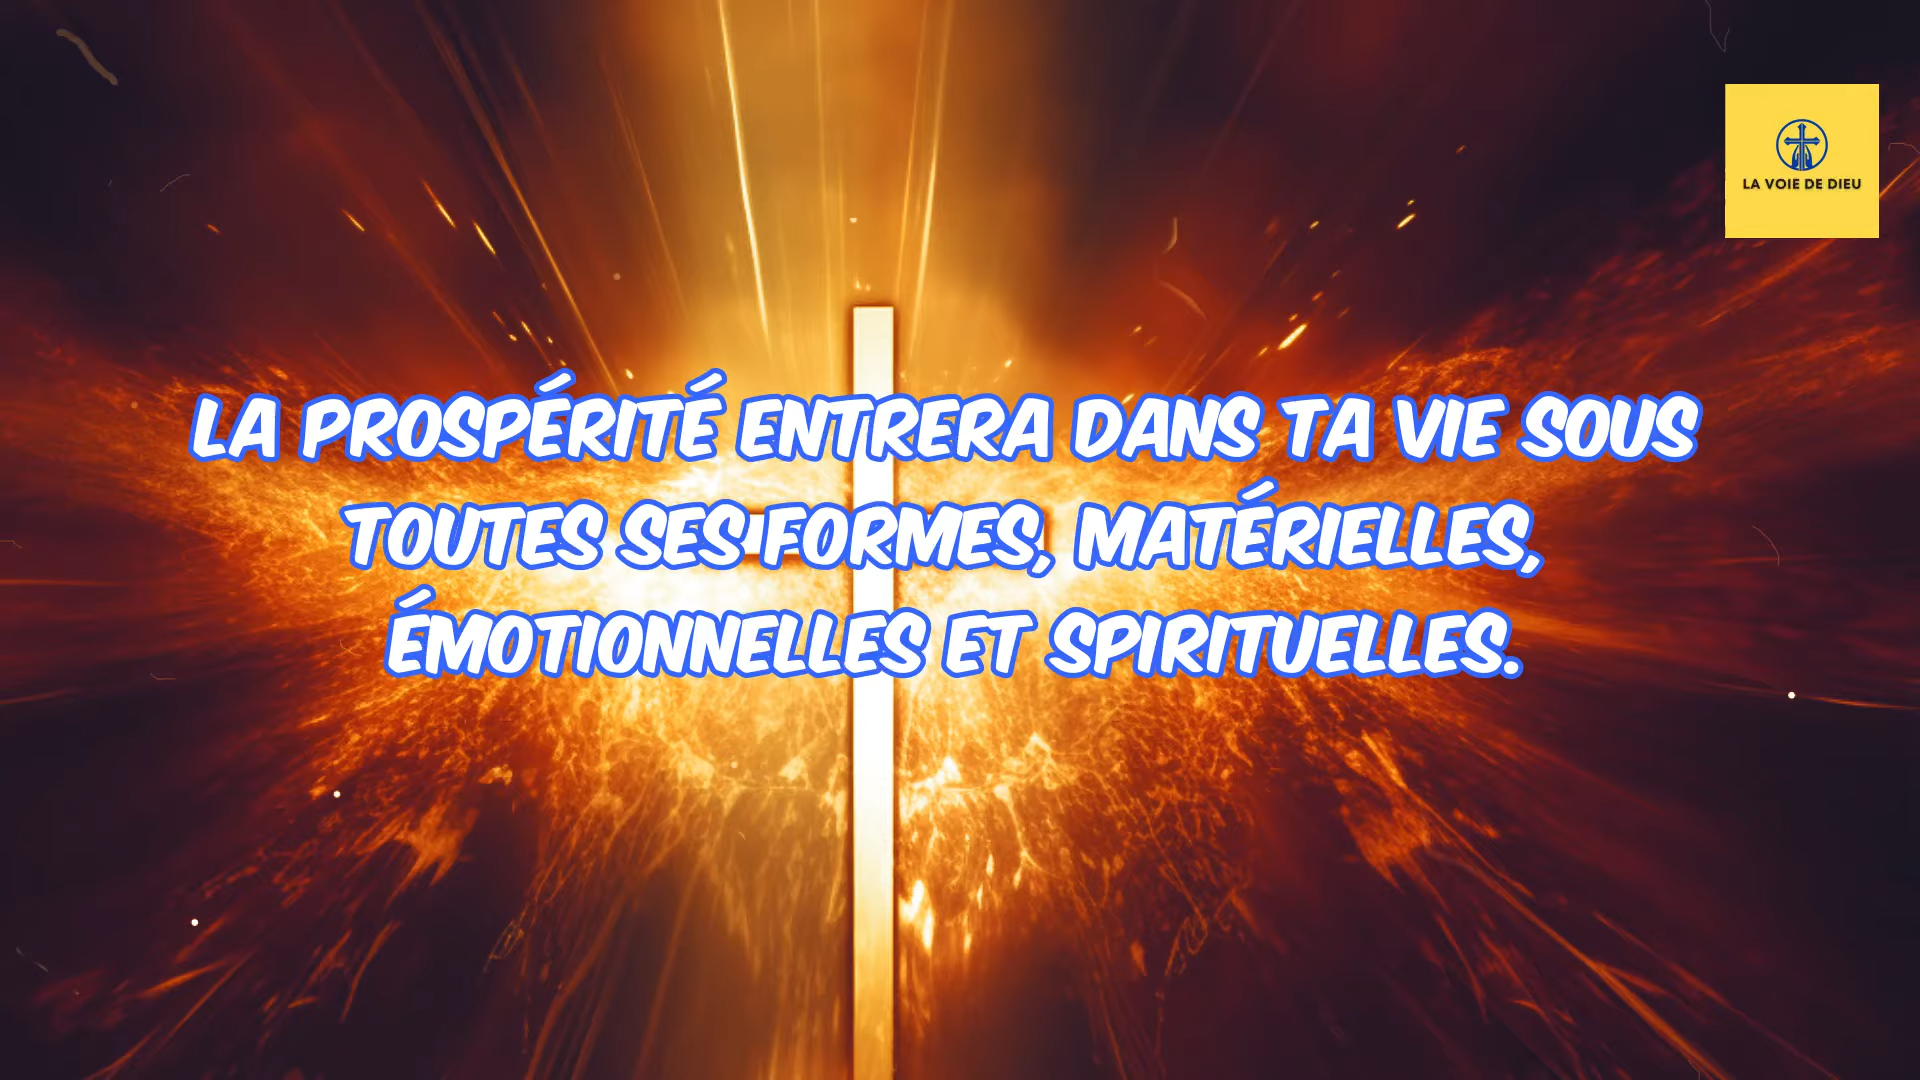 LA VOIE DE DIEU
LA PROSPÉRITÉ ENTRERA DANS TA VIE SOUS
TOUTES SES FORMES, MATÉRIELLES,
ÉMOTIONNELLES ET SPIRITUELLES.